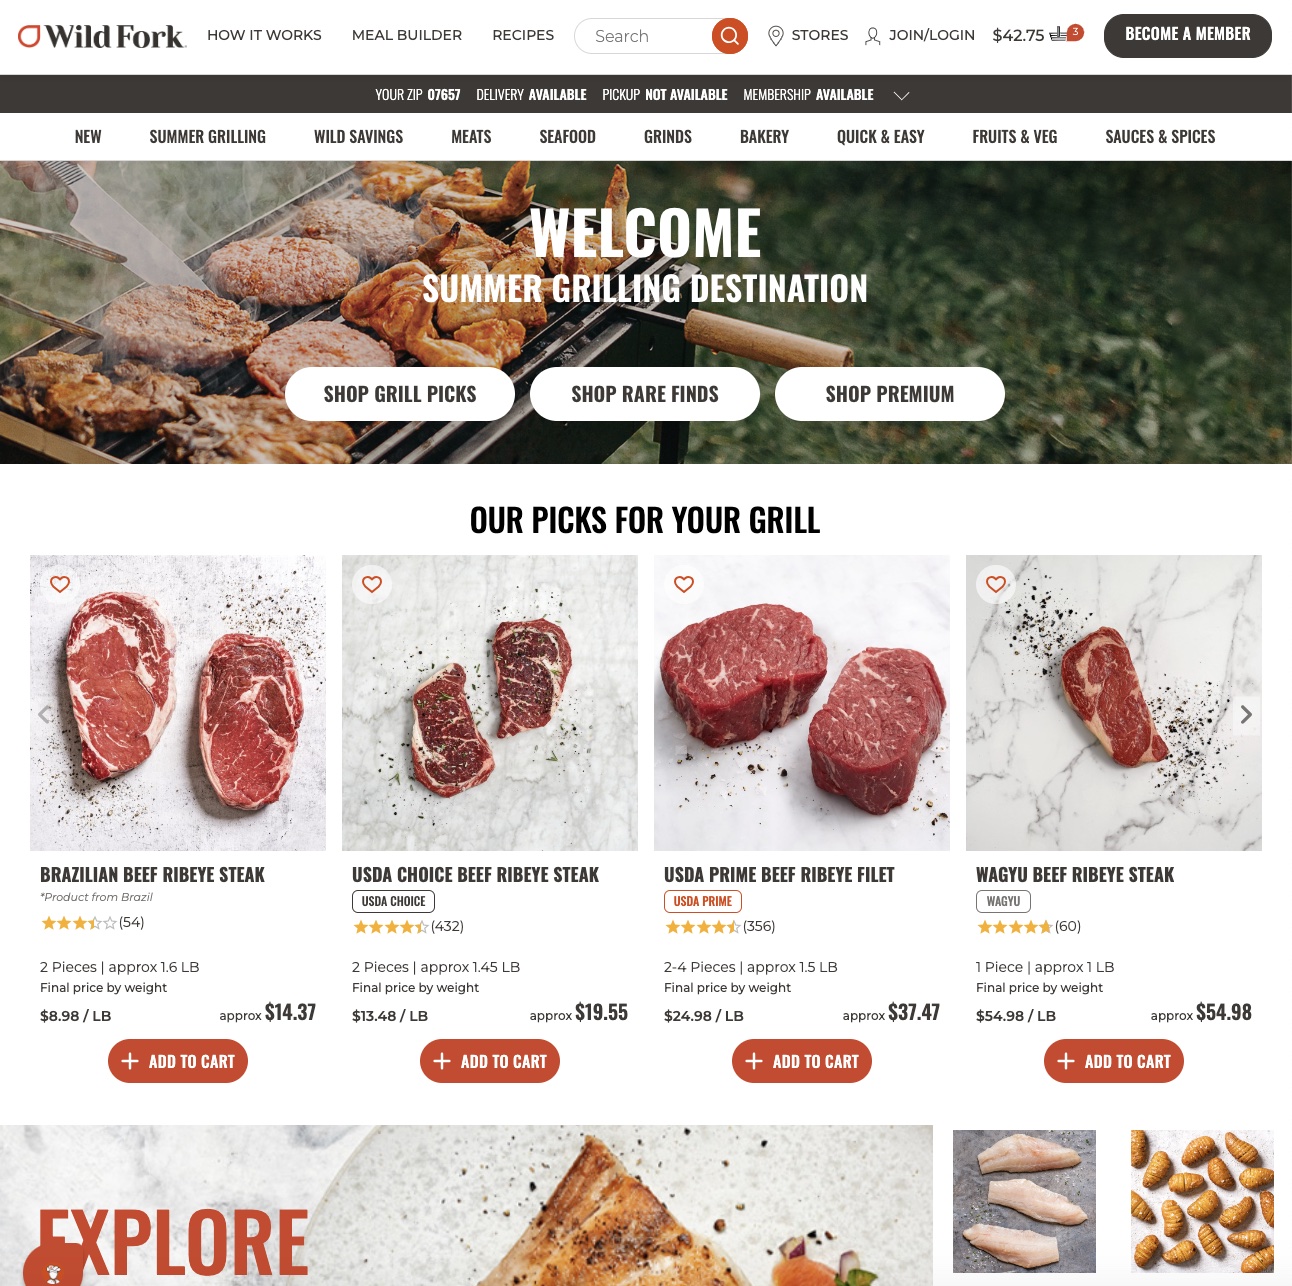 Wild Fork
HOW IT WORKS
MEAL BUILDER
RECIPES
Search
STORES
JOIN/LOGIN
$42.75
3
BECOME A MEMBER
YOUR ZIP 07657 DELIVERY AVAILABLE PICKUP NOT AVAILABLE MEMBERSHIP AVAILABLE
NEW
SUMMER GRILLING
WILD SAVINGS
MEATS
SEAFOOD
GRINDS
BAKERY
QUICK & EASY
FRUITS & VEG
SAUCES & SPICES
WELCOME
SUMMER GRILLING DESTINATION
SHOP GRILL PICKS
SHOP RARE FINDS
SHOP PREMIUM
OUR PICKS FOR YOUR GRILL
BRAZILIAN BEEF RIBEYE STEAK
*Product from Brazil
(54)
2 Pieces | approx 1.6 LB
Final price by weight
$8.98 / LB
approx $14.37
ADD TO CART
USDA CHOICE BEEF RIBEYE STEAK
USDA CHOICE
(432)
2 Pieces | approx 1.45 LB
Final price by weight
$13.48 / LB
approx $19.55
ADD TO CART
USDA PRIME BEEF RIBEYE FILET
USDA PRIME
(356)
2-4 Pieces | approx 1.5 LB
Final price by weight
$24.98 / LB
approx $37.47
ADD TO CART
WAGYU BEEF RIBEYE STEAK
WAGYU
(60)
1 Piece | approx 1 LB
Final price by weight
$54.98 / LB
approx $54.98
ADD TO CART
EXPLORE